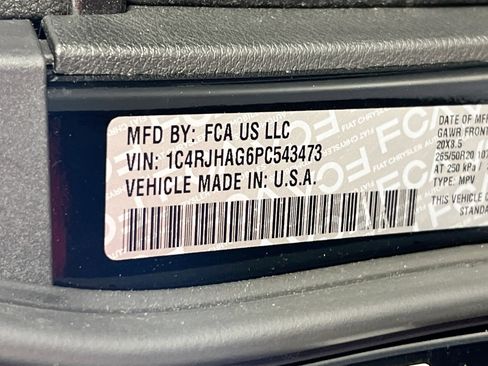 MFD BY: FCA US LLC
VIN: 1C4RJHAG6PC543473
VEHICLE MADE IN: U.S.A.
DATE OF MF
GAWR FRONT
20X8.5
265/50R20 107
AT 250 kPa /
TYPE: MPV
THIS VEHICLE C
STANDA